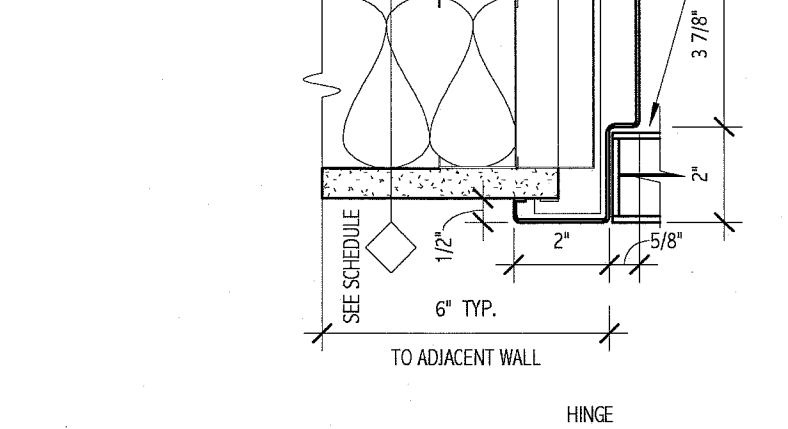 3 7/8"
2"
1/2"
2"
5/8"
SEE SCHEDULE
6" TYP.
TO ADJACENT WALL
HINGE